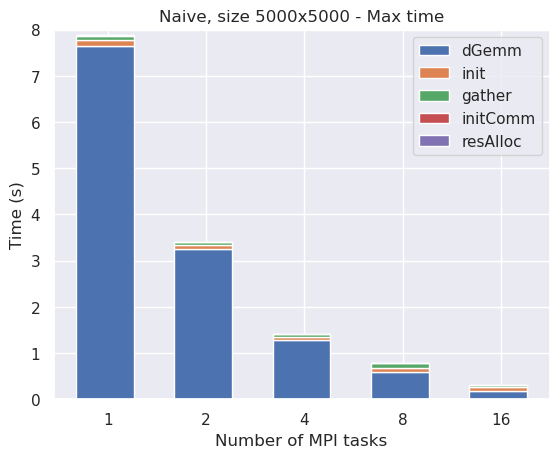 Naive, size 5000x5000 - Max time
dGemm
init
gather
initComm
resAlloc
Time (s)
8
7
6
5
4
3
2
1
0
1 2 4 8 16
Number of MPI tasks